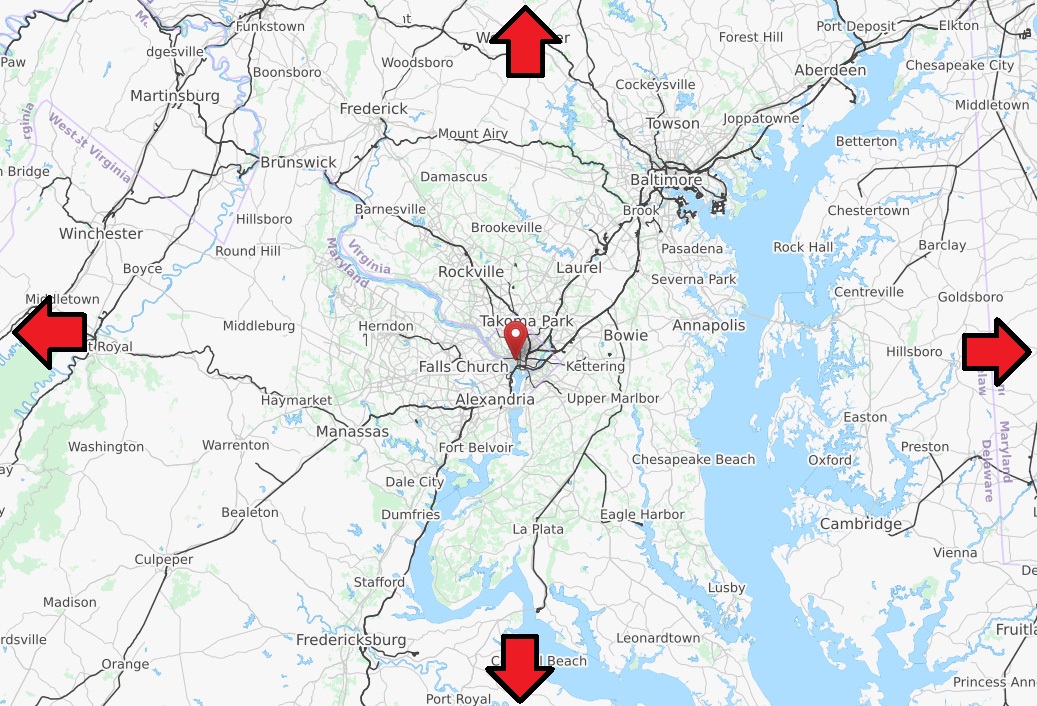 Funkstown
nt
Forest Hill
Port Deposit
Elkton
M.
dgesville
Paw
Woodsboro
Boonsboro
Aberdeen
Chesapeake City
Cockeysville
Martinsburg
Frederick
Towson
Joppatowne
Middletown
Mount Airy
Betterton
rginia
West Virginia
n Bridge
Brunswick
Damascus
Baltimore
Barnesville
Brook
Chestertown
Hillsboro
Winchester
Brookeville
Round Hill
Virginia
Maryland
Pasadena
Rock Hall
Barclay
Boyce
Rockville
Laurel
Severna Park
Centreville
Goldsboro
Middletown
Middleburg
Herndon
Takoma Park
Bowie
Annapolis
t Royal
Falls Church
Kettering
Hillsboro
Haymarket
Alexandria
Upper Marlboro
Easton
Manassas
Washington
Warrenton
Fort Belvoir
Chesapeake Beach
Oxford
Preston
Maryland
Delaware
ay
Dale City
Bealeton
Dumfries
La Plata
Eagle Harbor
Cambridge
Culpeper
Vienna
De
Stafford
Lusby
Madison
rdsville
Fredericksburg
Leonardtown
Fruitla
Orange
Beach
Port Royal
Princess Ann